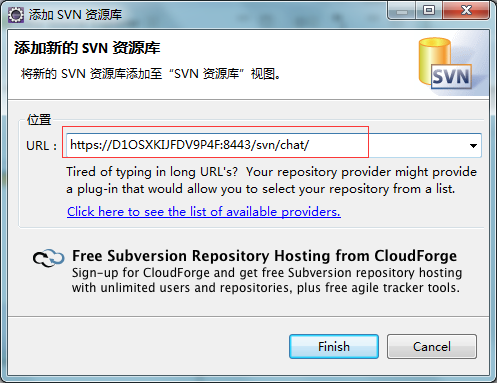 添加 SVN 资源库
添加新的 SVN 资源库
将新的 SVN 资源库添加至“SVN 资源库”视图。
SVN
位置
URL： https://D1OSXKIJFDV9P4F:8443/svn/chat/
Tired of typing in long URL's? Your repository provider might provide
a plug-in that would allow you to select your repository from a list.
Click here to see the list of available providers.
Free Subversion Repository Hosting from CloudForge
Sign-up for CloudForge and get free Subversion repository hosting
with unlimited users and repositories, plus free agile tracker tools.
Finish Cancel